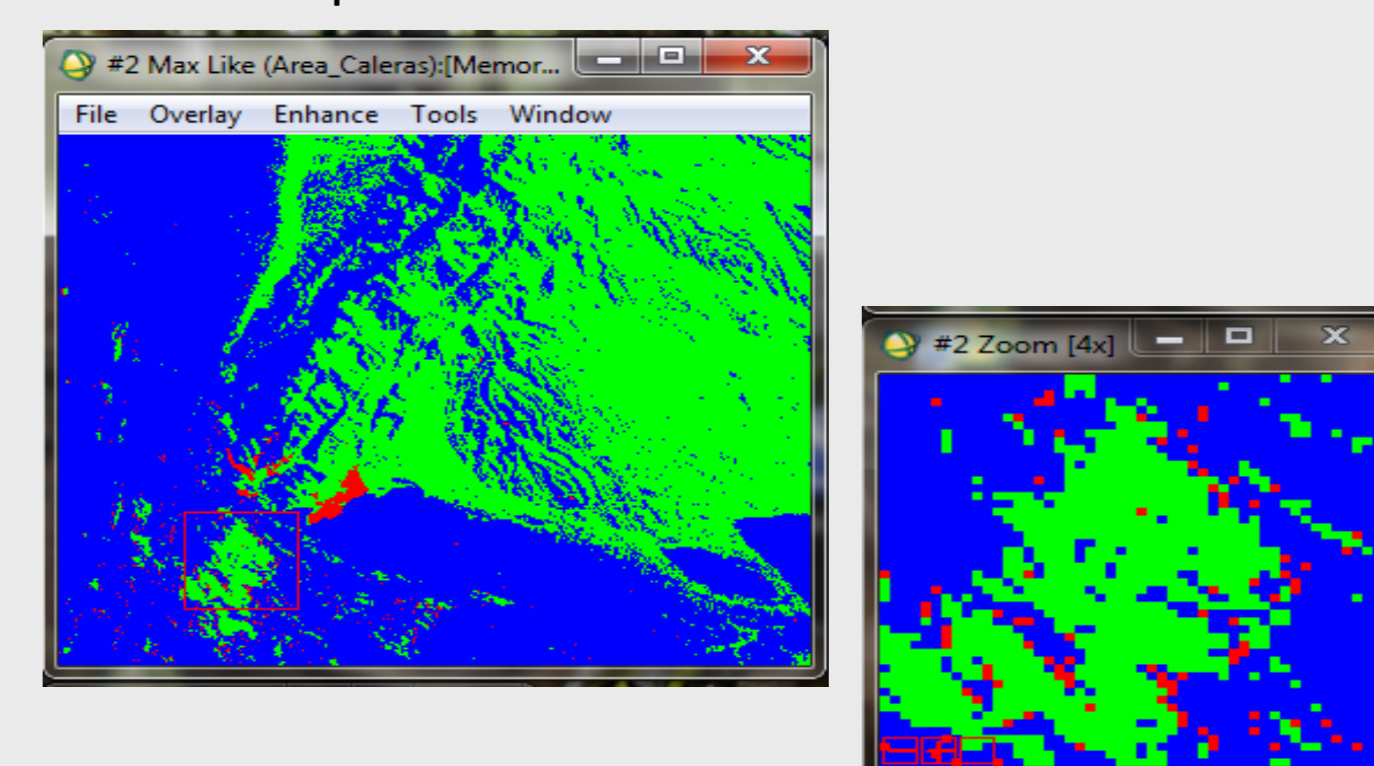 #2 Max Like (Area_Caleras):[Memor...
File Overlay Enhance Tools Window
#2 Zoom [4x]